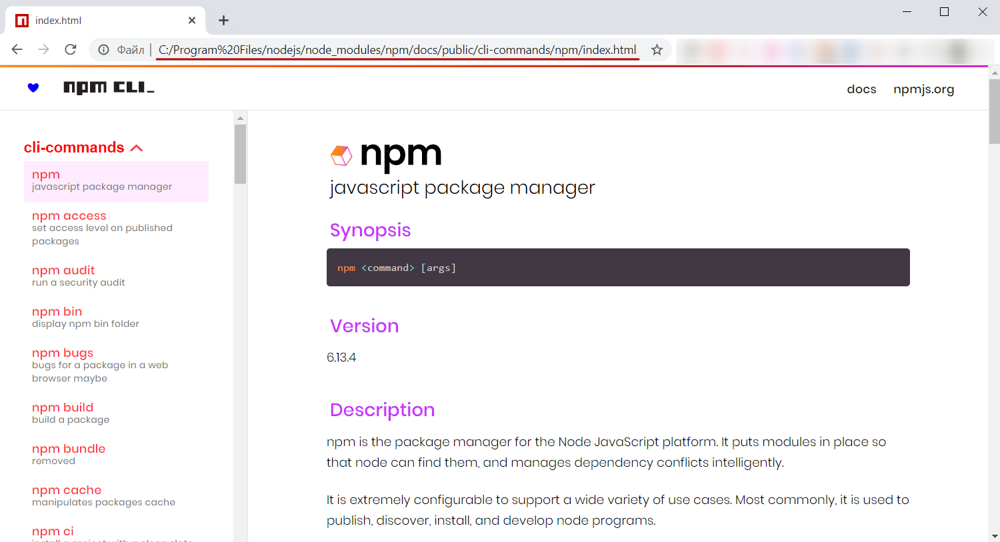 index.html
Файл | C:/Program%20Files/nodejs/node_modules/npm/docs/public/cli-commands/npm/index.html
npm CLI_
docs npmjs.org
cli-commands
npm
javascript package manager
npm access
set access level on published
packages
npm audit
run a security audit
npm bin
display npm bin folder
npm bugs
bugs for a package in a web
browser maybe
npm build
build a package
npm bundle
removed
npm cache
manipulates packages cache
npm ci
install a project with a clean slate
npm
javascript package manager
Synopsis
npm <command> [args]
Version
6.13.4
Description
npm is the package manager for the Node JavaScript platform. It puts modules in place so
that node can find them, and manages dependency conflicts intelligently.
It is extremely configurable to support a wide variety of use cases. Most commonly, it is used to
publish, discover, install, and develop node programs.